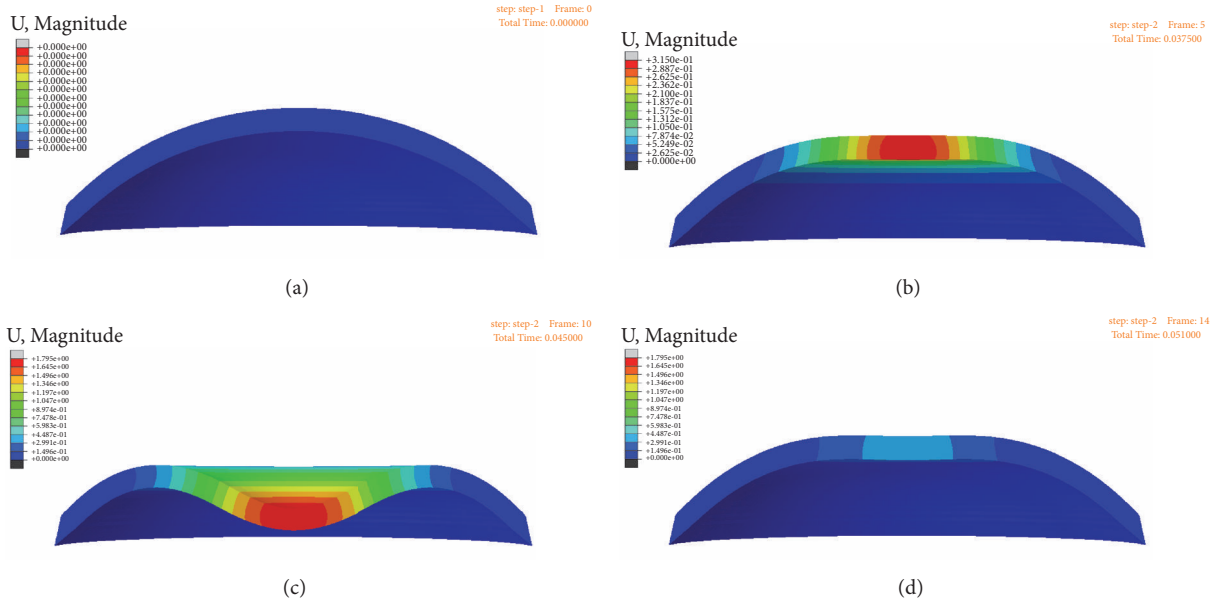 step: step-1 Frame: 0
Total Time: 0.000000
U, Magnitude
+0.000e+00
+0.000e+00
+0.000e+00
+0.000e+00
+0.000e+00
+0.000e+00
+0.000e+00
+0.000e+00
+0.000e+00
+0.000e+00
+0.000e+00
+0.000e+00
+0.000e+00
(a)
step: step-2 Frame: 5
Total Time: 0.037500
U, Magnitude
+3.150e-01
+2.887e-01
+2.625e-01
+2.362e-01
+2.100e-01
+1.837e-01
+1.575e-01
+1.312e-01
+1.050e-01
+7.874e-02
+5.249e-02
+2.625e-02
+0.000e+00
(b)
step: step-2 Frame: 10
Total Time: 0.045000
U, Magnitude
+1.795e+00
+1.645e+00
+1.496e+00
+1.346e+00
+1.197e+00
+1.047e+00
+8.974e-01
+7.478e-01
+5.983e-01
+4.487e-01
+2.991e-01
+1.496e-01
+0.000e+00
(c)
step: step-2 Frame: 14
Total Time: 0.051000
U, Magnitude
+1.795e+00
+1.645e+00
+1.496e+00
+1.346e+00
+1.197e+00
+1.047e+00
+8.974e-01
+7.478e-01
+5.983e-01
+4.487e-01
+2.991e-01
+1.496e-01
+0.000e+00
(d)